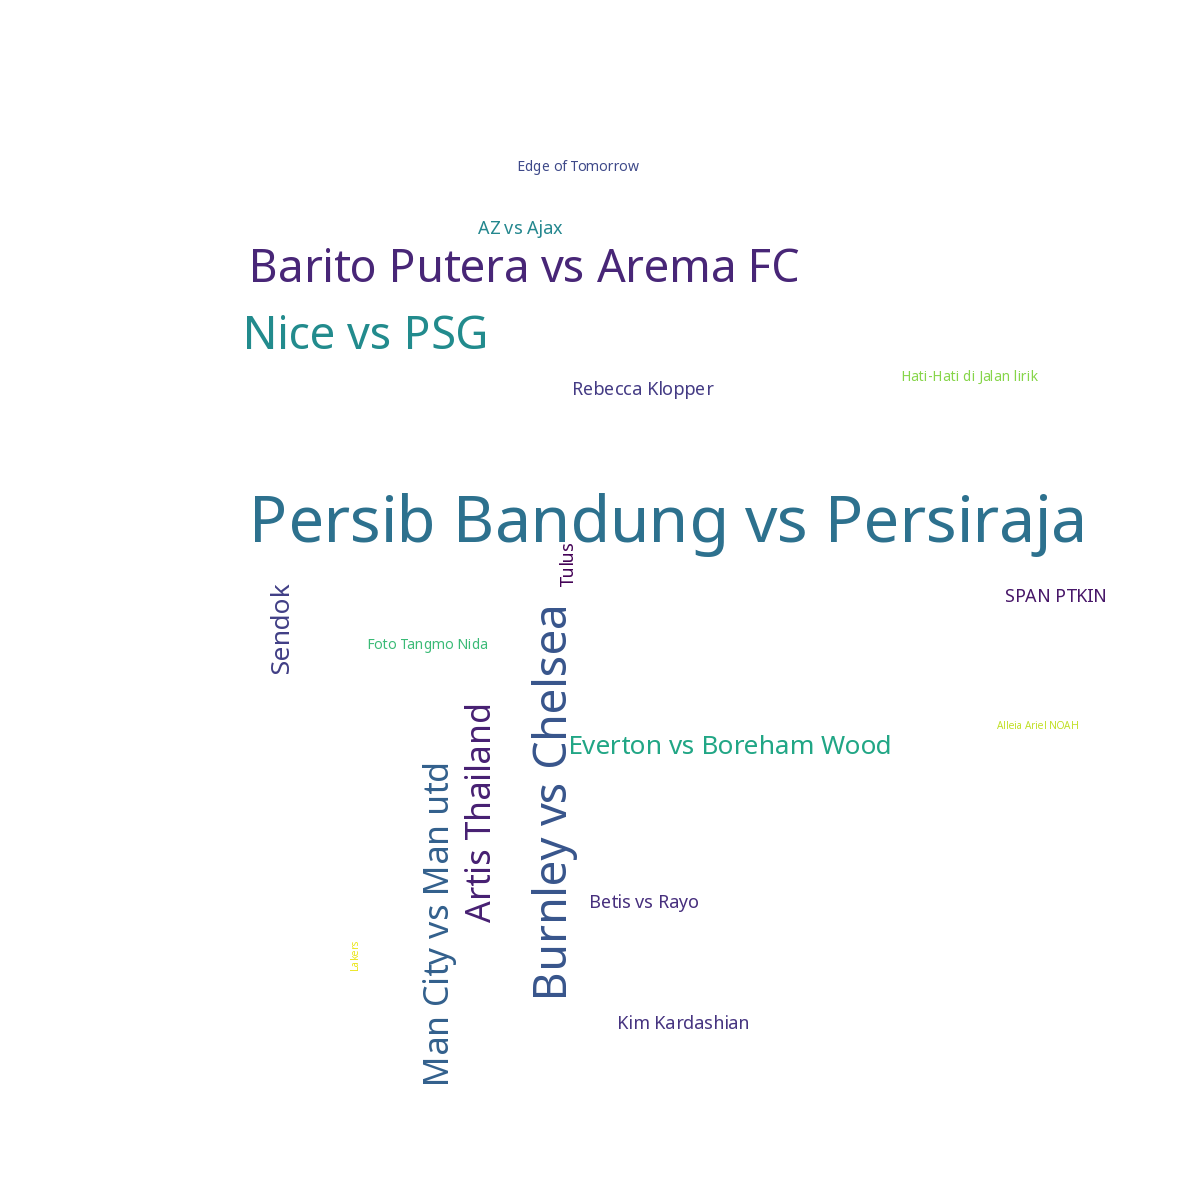 Edge of Tomorrow
AZ vs Ajax
Barito Putera vs Arema FC
Nice vs PSG
Hati-Hati di Jalan lirik
Rebecca Klopper
Persib Bandung vs Persiraja
Tulus
SPAN PTKIN
Sendok
Foto Tangmo Nida
Burnley vs Chelsea
Artis Thailand
Alleia Ariel NOAH
Everton vs Boreham Wood
Man City vs Man utd
Betis vs Rayo
Lakers
Kim Kardashian